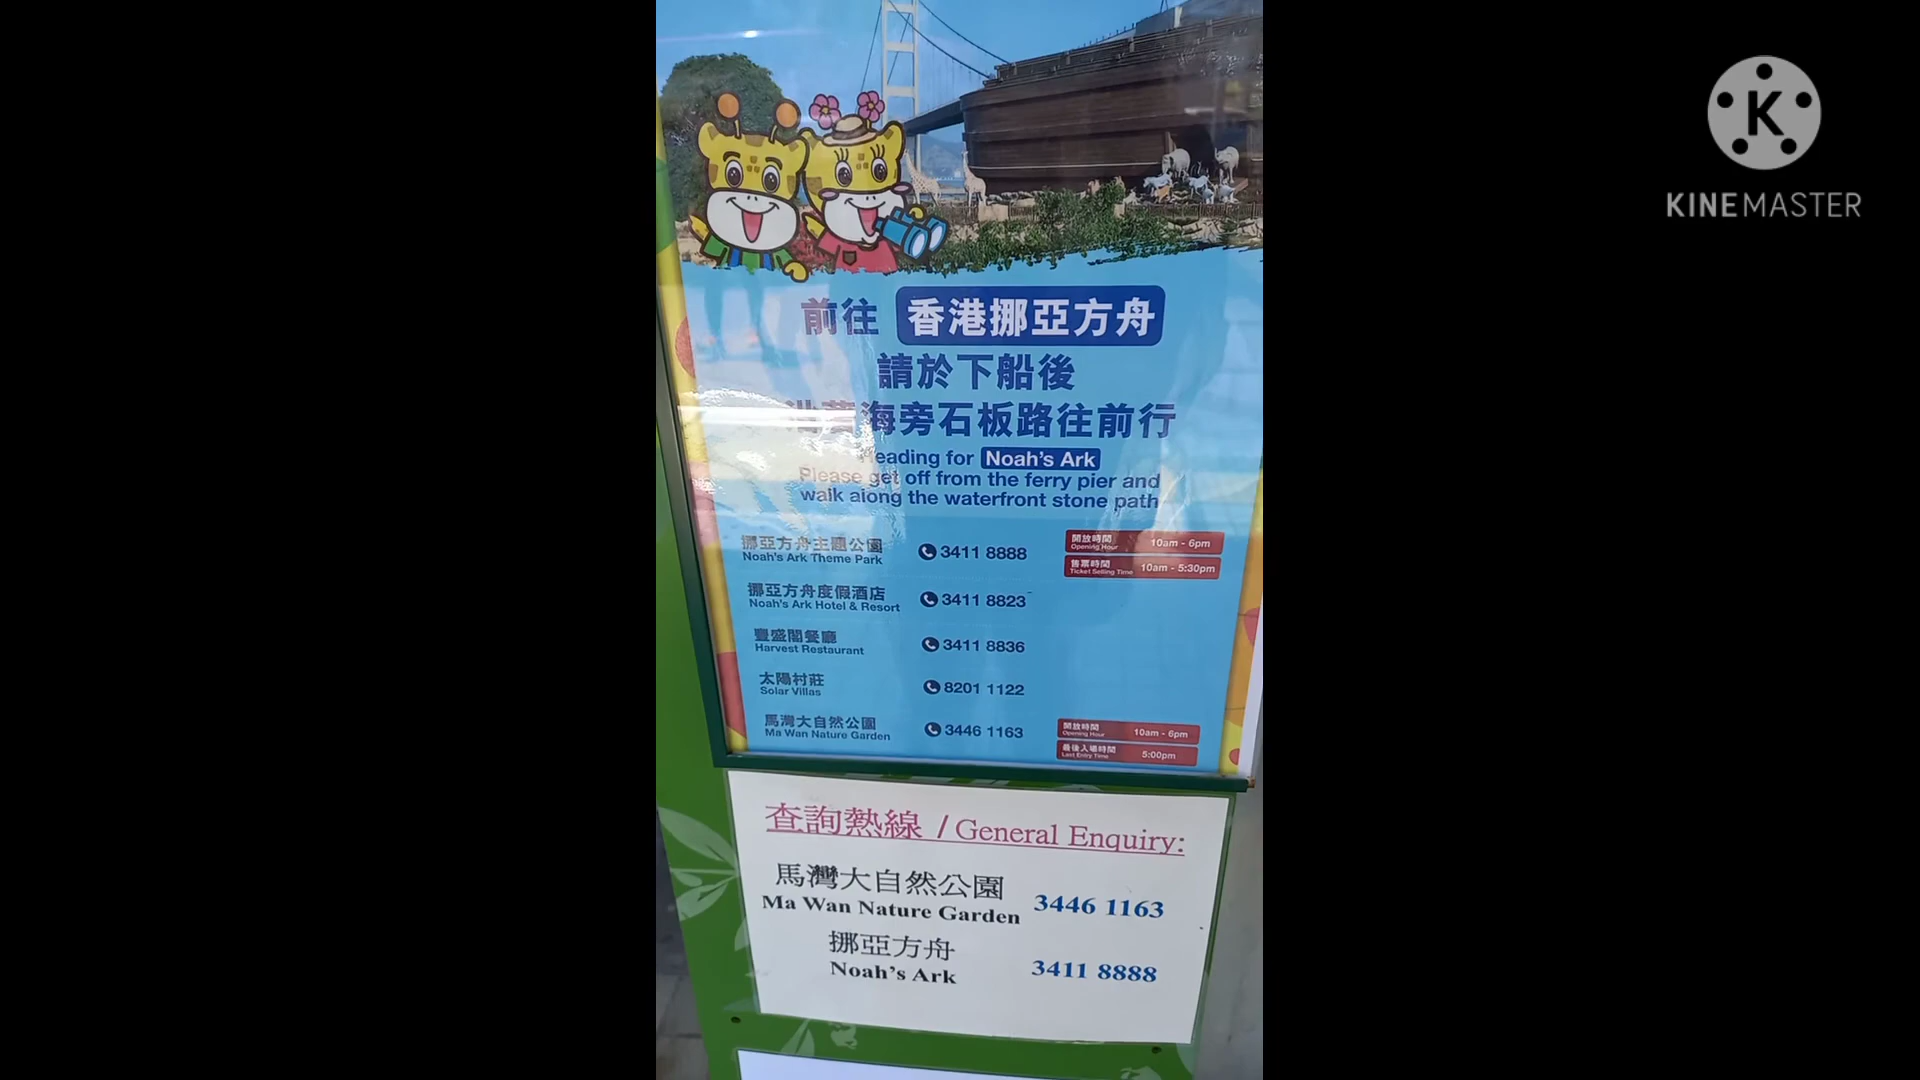 K
KINEMASTER
前往 香港挪亞方舟
請於下船後
海旁石板路往前行
Heading for Noah's Ark
Please get off from the ferry pier and
walk along the waterfront stone path
挪亞方舟主題公園 3411 8888 開放時間 10am - 6pm
Noah's Ark Theme Park Opening Hour
售票時間 10am - 5:30pm
Ticket Selling Time
挪亞方舟度假酒店 3411 8823
Noah's Ark Hotel & Resort
豐盛閣餐廳 3411 8836
Harvest Restaurant
太陽村莊 8201 1122
Solar Villas
馬灣大自然公園 3446 1163 開放時間 10am - 6pm
Ma Wan Nature Garden Opening Hour
最後入場時間 5:00pm
Last Entry Time
查詢熱線 / General Enquiry:
馬灣大自然公園 3446 1163
Ma Wan Nature Garden
挪亞方舟 3411 8888
Noah's Ark